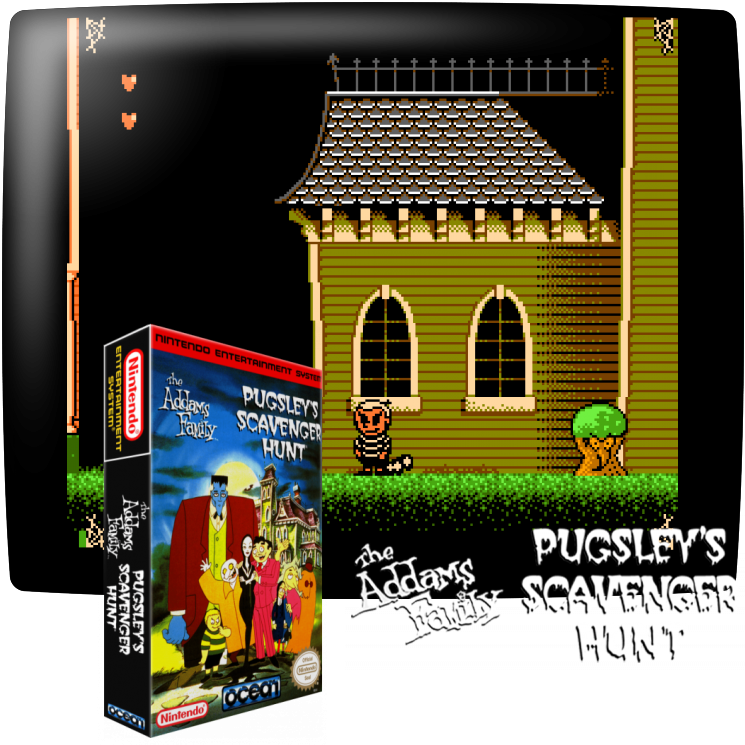 NINTENDO ENTERTAINMENT SYSTEM
Nintendo
ENTERTAINMENT
SYSTEM
the
Addams
Family
PUGSLEY'S
SCAVENGER
HUNT
the
Addams
Family
PUGSLEY'S
SCAVENGER
HUNT
ocean
Nintendo
ocean
Nintendo
The
Addams
Family
PUGSLEY'S
SCAVENGER
HUNT